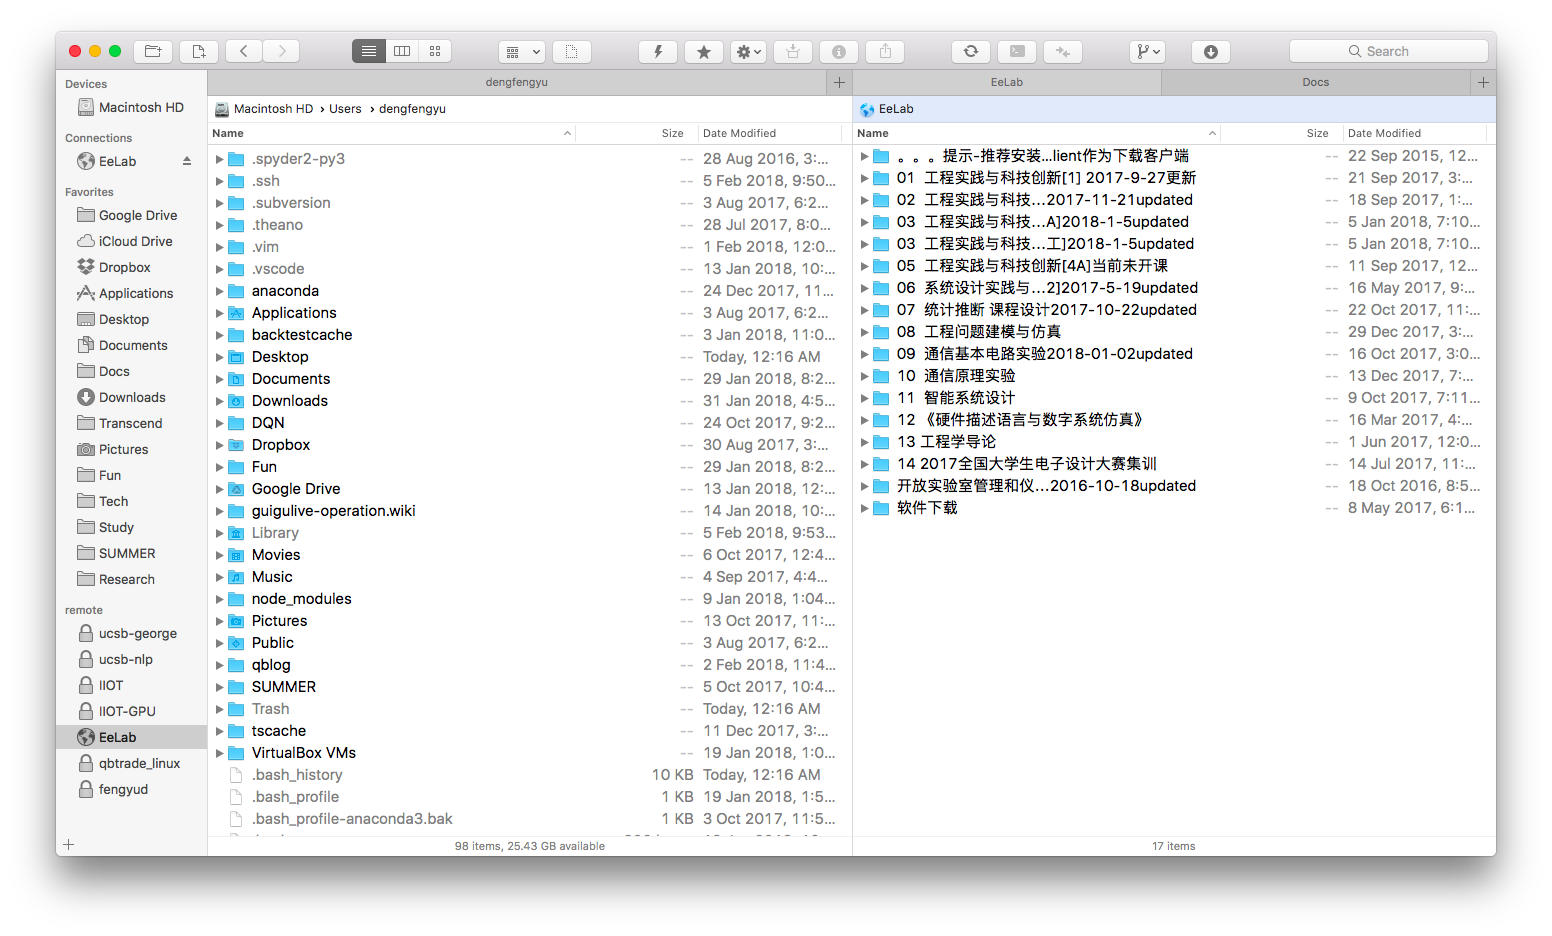 Search
Devices
Macintosh HD
Connections
EeLab
Favorites
Google Drive
iCloud Drive
Dropbox
Applications
Desktop
Documents
Docs
Downloads
Transcend
Pictures
Fun
Tech
Study
SUMMER
Research
remote
ucsb-george
ucsb-nlp
IIOT
IIOT-GPU
EeLab
qbtrade_linux
fengyud
dengfengyu
Macintosh HD › Users › dengfengyu
Name Size Date Modified
.spyder2-py3 -- 28 Aug 2016, 3:...
.ssh -- 5 Feb 2018, 9:50...
.subversion -- 3 Aug 2017, 6:2...
.theano -- 28 Jul 2017, 8:0...
.vim -- 1 Feb 2018, 12:0...
.vscode -- 13 Jan 2018, 10:...
anaconda -- 24 Dec 2017, 11...
Applications -- 3 Aug 2017, 6:2...
backtestcache -- 3 Jan 2018, 11:0...
Desktop -- Today, 12:16 AM
Documents -- 29 Jan 2018, 8:2...
Downloads -- 31 Jan 2018, 4:5...
DQN -- 24 Oct 2017, 9:2...
Dropbox -- 30 Aug 2017, 3:...
Fun -- 29 Jan 2018, 8:2...
Google Drive -- 13 Jan 2018, 12:...
guigulive-operation.wiki -- 14 Jan 2018, 10:...
Library -- 5 Feb 2018, 9:53...
Movies -- 6 Oct 2017, 12:4...
Music -- 4 Sep 2017, 4:4...
node_modules -- 9 Jan 2018, 1:04...
Pictures -- 13 Oct 2017, 11:...
Public -- 3 Aug 2017, 6:2...
qblog -- 2 Feb 2018, 11:4...
SUMMER -- 5 Oct 2017, 10:4...
Trash -- Today, 12:16 AM
tscache -- 11 Dec 2017, 3:...
VirtualBox VMs -- 19 Jan 2018, 1:0...
.bash_history 10 KB Today, 12:16 AM
.bash_profile 1 KB 19 Jan 2018, 1:5...
.bash_profile-anaconda3.bak 1 KB 3 Oct 2017, 11:5...
98 items, 25.43 GB available
EeLab
Docs
EeLab
Name Size Date Modified
。。。提示-推荐安装...lient作为下载客户端 -- 22 Sep 2015, 12...
01 工程实践与科技创新[1] 2017-9-27更新 -- 21 Sep 2017, 3:...
02 工程实践与科技...2017-11-21updated -- 18 Sep 2017, 1:...
03 工程实践与科技...A]2018-1-5updated -- 5 Jan 2018, 7:10...
03 工程实践与科技...工]2018-1-5updated -- 5 Jan 2018, 7:10...
05 工程实践与科技创新[4A]当前未开课 -- 11 Sep 2017, 12...
06 系统设计实践与...2]2017-5-19updated -- 16 May 2017, 9:...
07 统计推断 课程设计2017-10-22updated -- 22 Oct 2017, 11:...
08 工程问题建模与仿真 -- 29 Dec 2017, 3:...
09 通信基本电路实验2018-01-02updated -- 16 Oct 2017, 3:0...
10 通信原理实验 -- 13 Dec 2017, 7:...
11 智能系统设计 -- 9 Oct 2017, 7:11...
12 《硬件描述语言与数字系统仿真》 -- 16 Mar 2017, 4:...
13 工程学导论 -- 1 Jun 2017, 12:0...
14 2017全国大学生电子设计大赛集训 -- 14 Jul 2017, 11:...
开放实验室管理和仪...2016-10-18updated -- 18 Oct 2016, 8:5...
软件下载 -- 8 May 2017, 6:1...
17 items